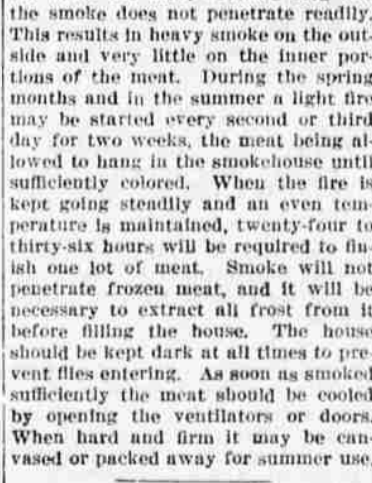 the smoke does not penetrate readily.
This results in heavy smoke on the out-
side and very little on the inner por-
tions of the meat. During the spring
months and in the summer a light fire
may be started every second or third
day for two weeks, the meat being al-
lowed to hang in the smokehouse until
sufficiently colored. When the fire is
kept going steadily and an even tem-
perature is maintained, twenty-four to
thirty-six hours will be required to fin-
ish one lot of meat. Smoke will not
penetrate frozen meat, and it will be
necessary to extract all frost from it
before filling the house. The house
should be kept dark at all times to pre-
vent flies entering. As soon as smoked
sufficiently the meat should be cooled
by opening the ventilators or doors.
When hard and firm it may be can-
vased or packed away for summer use.